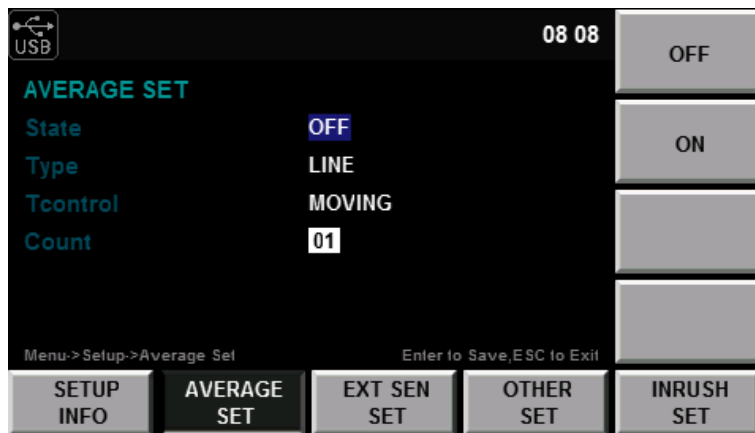 USB
08 08
OFF
AVERAGE SET
State OFF
ON
Type LINE
Tcontrol MOVING
Count 01
Menu->Setup->Average Set Enter to Save,ESC to Exit
SETUP INFO
AVERAGE SET
EXT SEN SET
OTHER SET
INRUSH SET